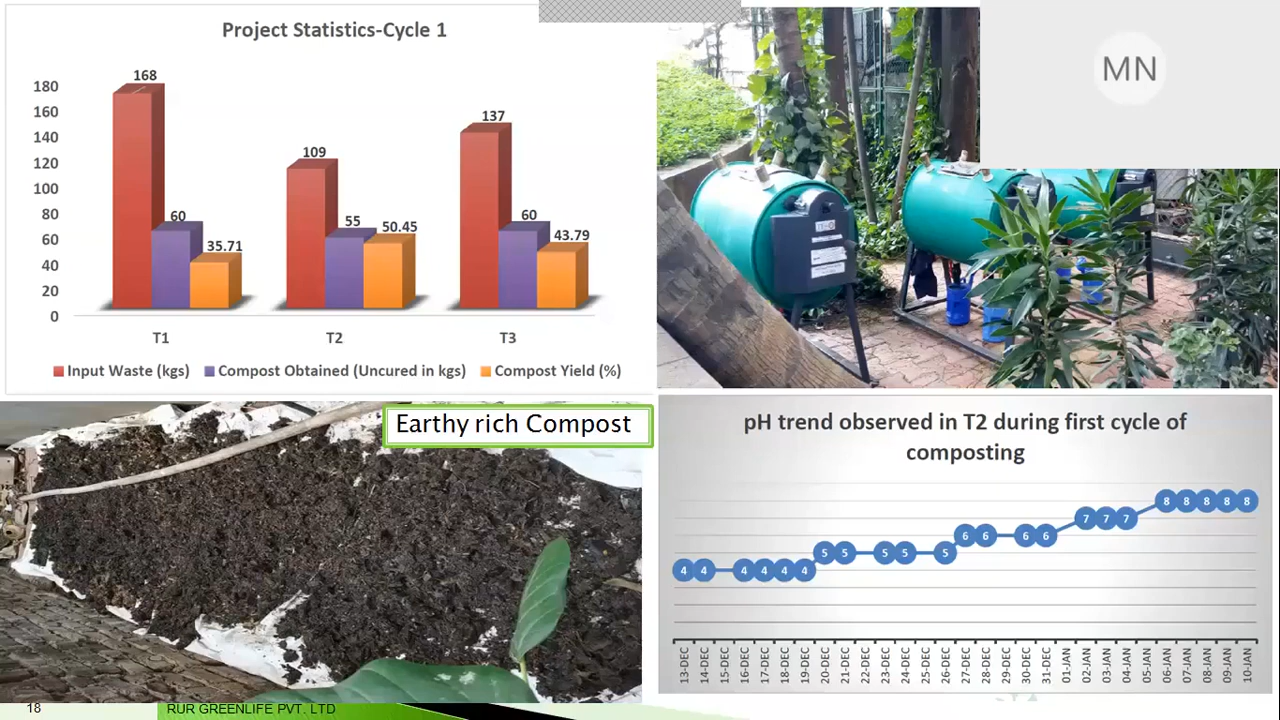 Project Statistics-Cycle 1
180
160
140
120
100
80
60
40
20
0
168
60
35.71
109
55
50.45
137
60
43.79
T1 T2 T3
Input Waste (kgs) Compost Obtained (Uncured in kgs) Compost Yield (%)
MN
Earthy rich Compost
pH trend observed in T2 during first cycle of
composting
4 4 4 4 4 4 5 5 5 5 5 6 6 6 6 7 7 7 8 8 8 8 8
13-DEC
14-DEC
15-DEC
16-DEC
17-DEC
18-DEC
19-DEC
20-DEC
21-DEC
22-DEC
23-DEC
24-DEC
25-DEC
26-DEC
27-DEC
28-DEC
29-DEC
30-DEC
31-DEC
01-JAN
02-JAN
03-JAN
04-JAN
05-JAN
06-JAN
07-JAN
08-JAN
09-JAN
10-JAN
18
RUR GREENLIFE PVT. LTD